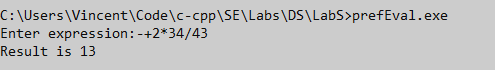 C:\Users\Vincent\Code\c-cpp\SE\Labs\DS\LabS>prefEval.exe
Enter expression:-+2*34/43
Result is 13